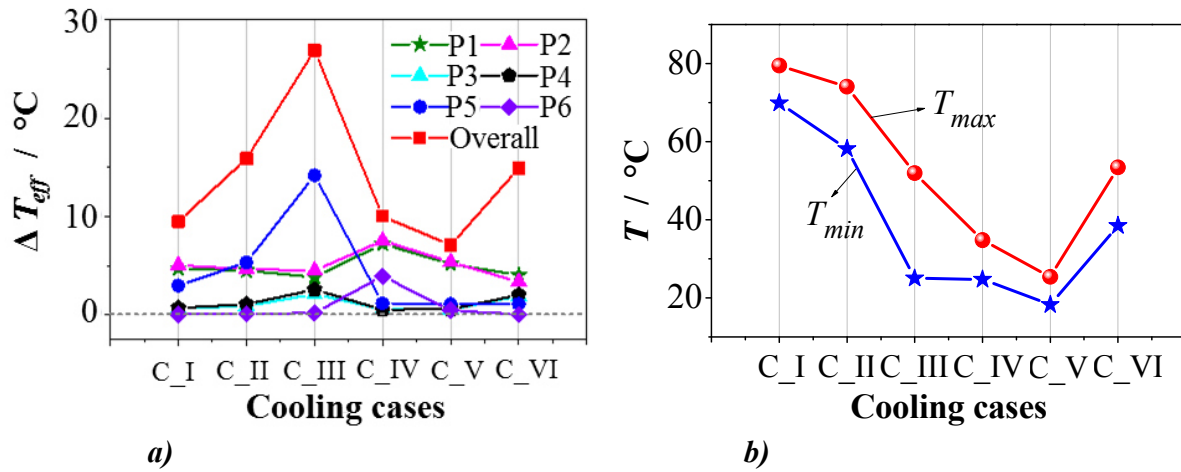 Δ T_eff / °C
30
20
10
0
P1 P2
P3 P4
P5 P6
Overall
C_I C_II C_III C_IV C_V C_VI
Cooling cases
a)
T / °C
80
60
40
20
T_max
T_min
C_I C_II C_III C_IV C_V C_VI
Cooling cases
b)